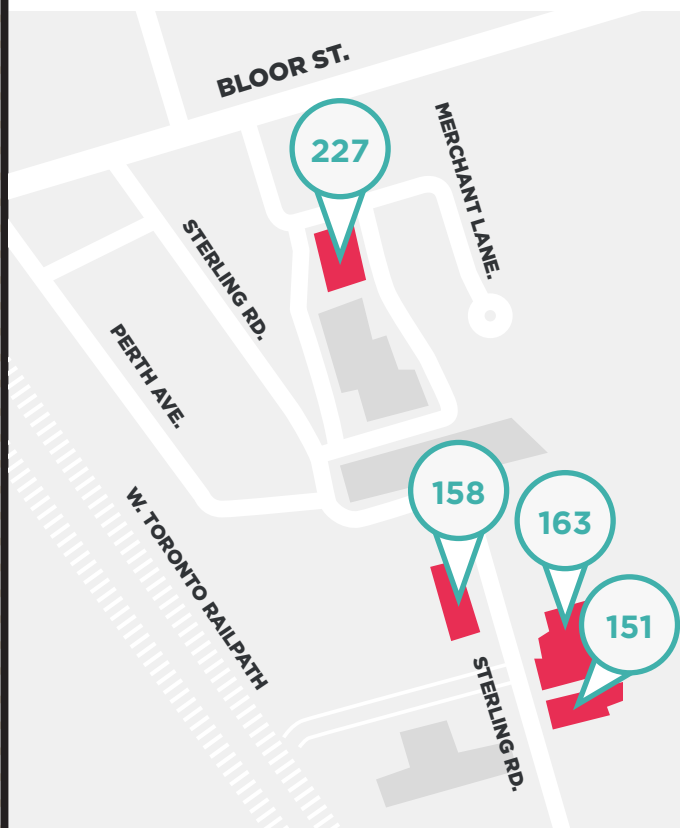 BLOOR ST.
227
MERCHANT LANE.
STERLING RD.
PERTH AVE.
158
163
W. TORONTO RAILPATH
151
STERLING RD.